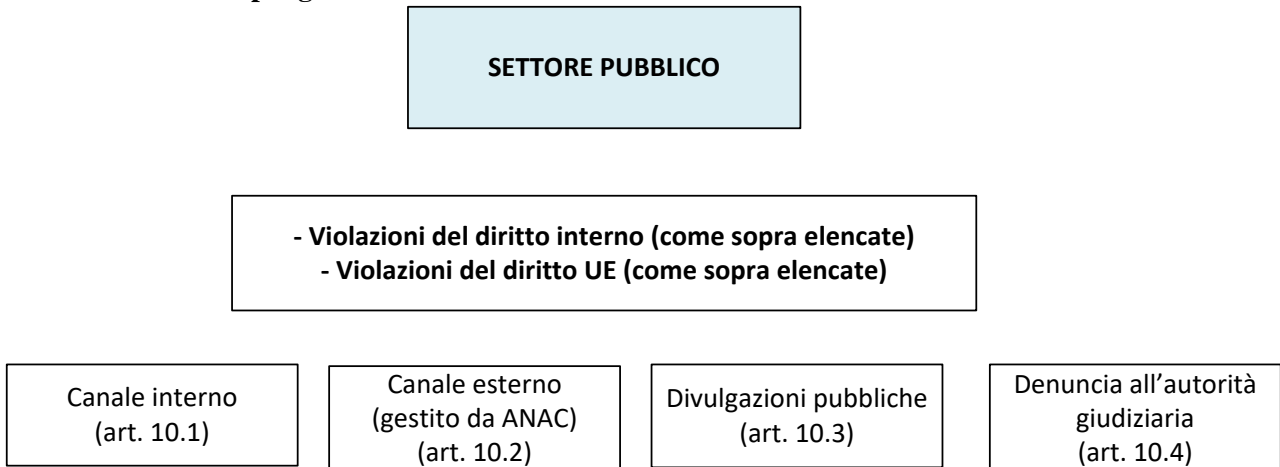 SETTORE PUBBLICO
- Violazioni del diritto interno (come sopra elencate)
- Violazioni del diritto UE (come sopra elencate)
Canale interno
(art. 10.1)
Canale esterno
(gestito da ANAC)
(art. 10.2)
Divulgazioni pubbliche
(art. 10.3)
Denuncia all’autorità
giudiziaria
(art. 10.4)